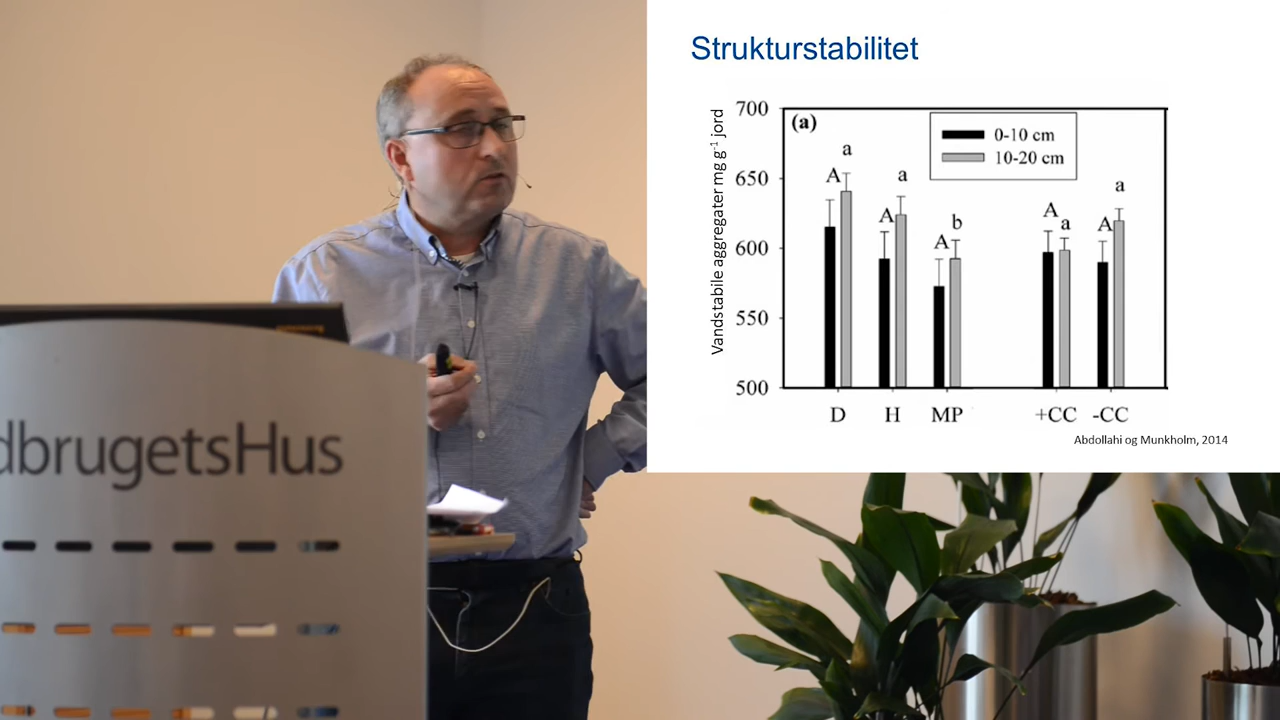 Strukturstabilitet
Vandstabile aggregater mg g⁻¹ jord
700
650
600
550
500
(a)
0-10 cm
10-20 cm
A a
A a
A b
A a
A a
D H MP +CC -CC
Abdollahi og Munkholm, 2014
dbrugetsHus